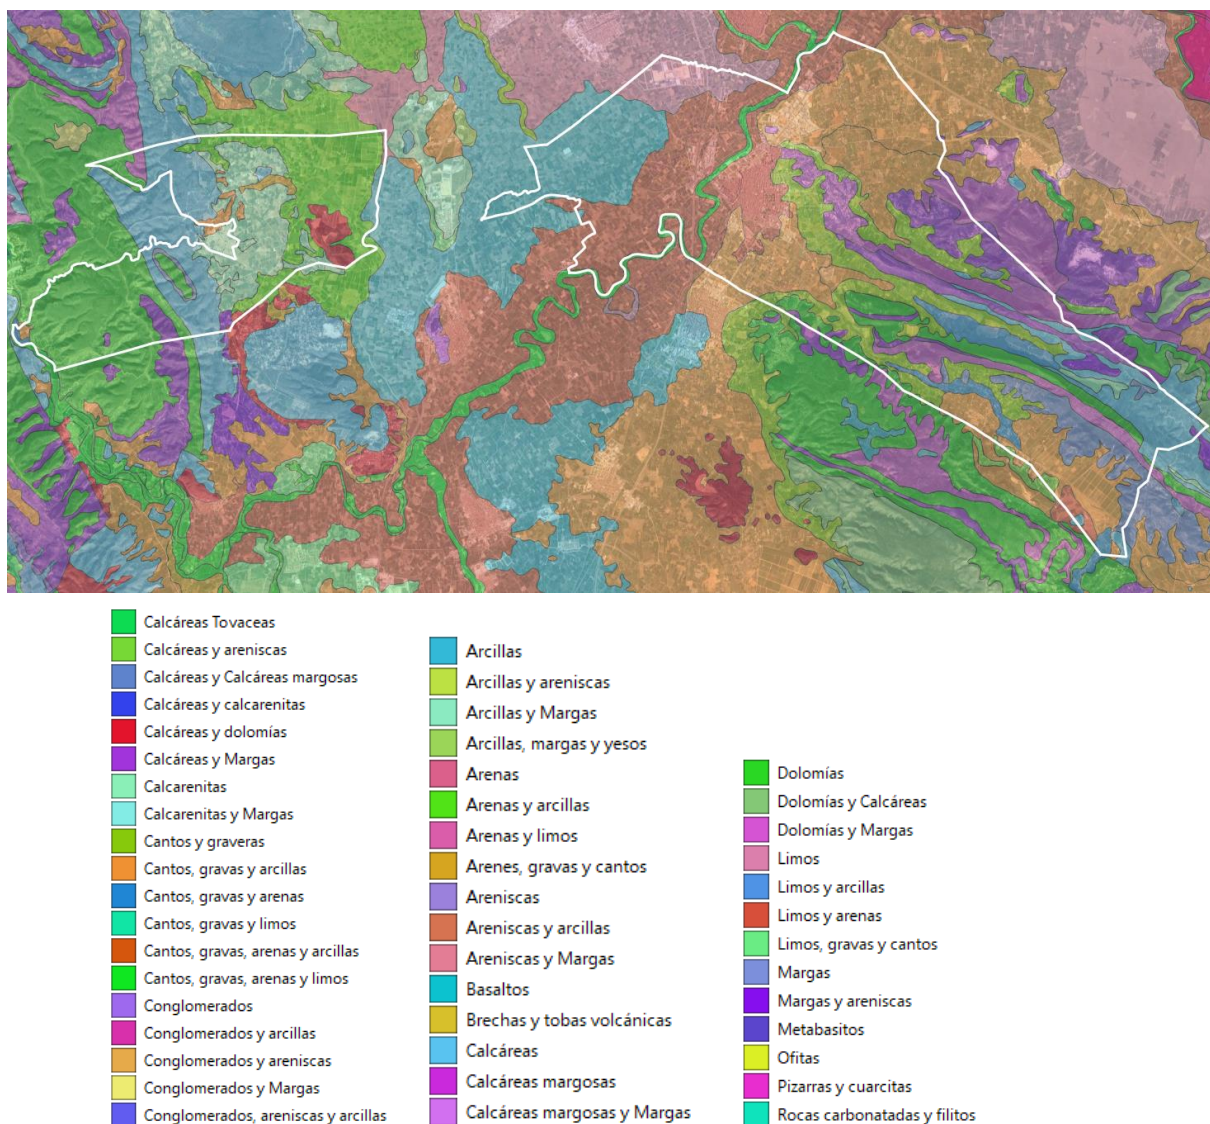 Calcáreas Tovaceas
Calcáreas y areniscas
Calcáreas y Calcáreas margosas
Calcáreas y calcarenitas
Calcáreas y dolomías
Calcáreas y Margas
Calcarenitas
Calcarenitas y Margas
Cantos y graveras
Cantos, gravas y arcillas
Cantos, gravas y arenas
Cantos, gravas y limos
Cantos, gravas, arenas y arcillas
Cantos, gravas, arenas y limos
Conglomerados
Conglomerados y arcillas
Conglomerados y areniscas
Conglomerados y Margas
Conglomerados, areniscas y arcillas
Arcillas
Arcillas y areniscas
Arcillas y Margas
Arcillas, margas y yesos
Arenas
Arenas y arcillas
Arenas y limos
Arenes, gravas y cantos
Areniscas
Areniscas y arcillas
Areniscas y Margas
Basaltos
Brechas y tobas volcánicas
Calcáreas
Calcáreas margosas
Calcáreas margosas y Margas
Dolomías
Dolomías y Calcáreas
Dolomías y Margas
Limos
Limos y arcillas
Limos y arenas
Limos, gravas y cantos
Margas
Margas y areniscas
Metabasitos
Ofitas
Pizarras y cuarcitas
Rocas carbonatadas y filitos